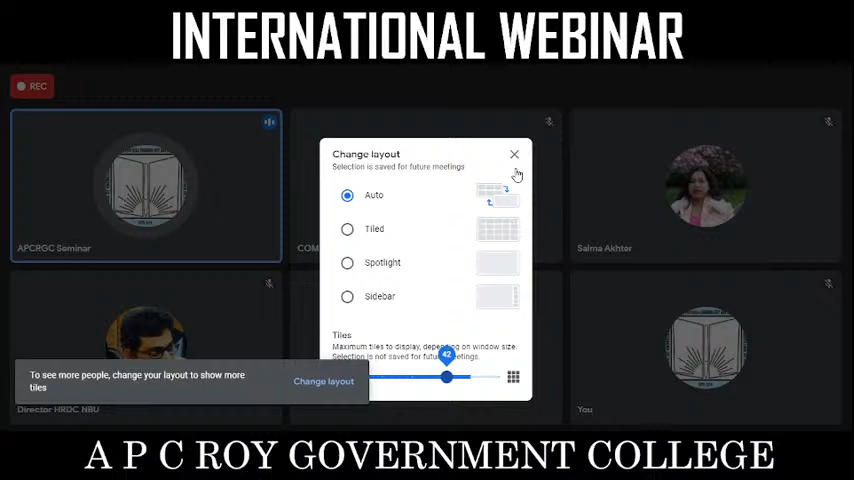 INTERNATIONAL WEBINAR
REC
Change layout
Selection is saved for future meetings
Auto
Tiled
Spotlight
Sidebar
Tiles
Maximum tiles to display, depending on window size.
Selection is not saved for future meetings.
42
APCRGC Seminar
COM
Salma Akhter
To see more people, change your layout to show more
tiles
Change layout
Director HRDC NBU
You
A P C ROY GOVERNMENT COLLEGE